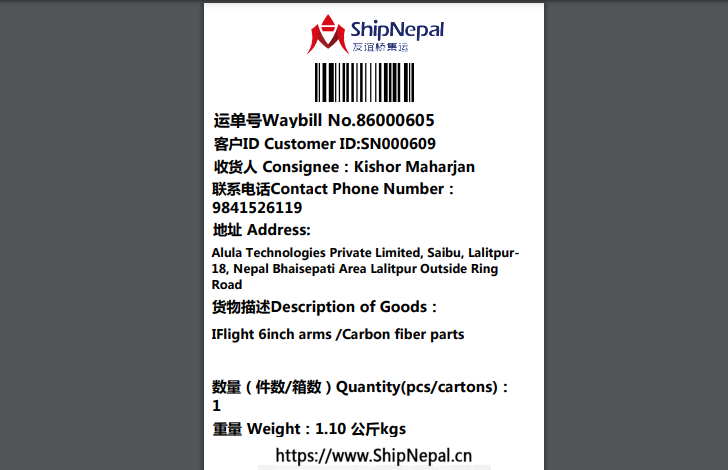 ShipNepal
友谊桥集运
运单号Waybill No.86000605
客户ID Customer ID:SN000609
收货人 Consignee：Kishor Maharjan
联系电话Contact Phone Number：
9841526119
地址 Address:
Alula Technologies Private Limited, Saibu, Lalitpur-
18, Nepal Bhaisepati Area Lalitpur Outside Ring
Road
货物描述Description of Goods：
IFlight 6inch arms /Carbon fiber parts
数量（件数/箱数）Quantity(pcs/cartons)：
1
重量 Weight：1.10 公斤kgs
https://www.ShipNepal.cn